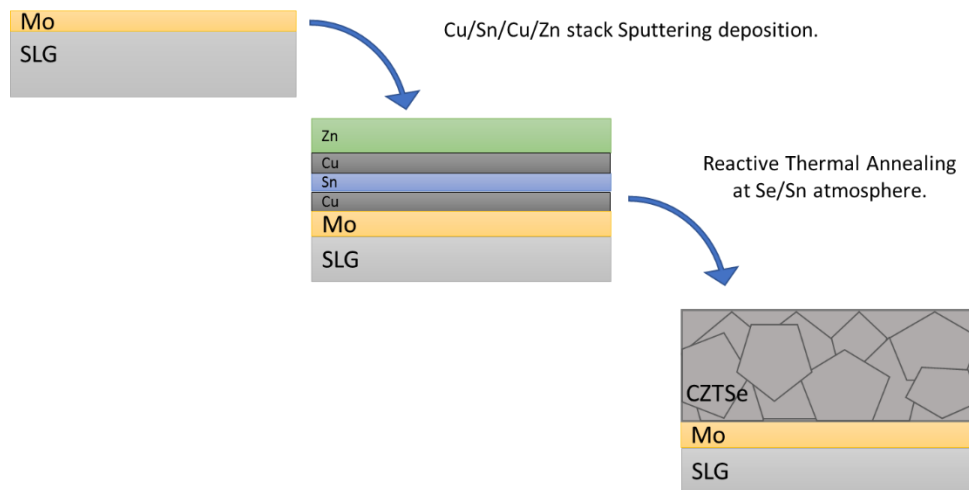 Mo
SLG
Cu/Sn/Cu/Zn stack Sputtering deposition.
Zn
Cu
Sn
Cu
Mo
SLG
Reactive Thermal Annealing
at Se/Sn atmosphere.
CZTSe
Mo
SLG